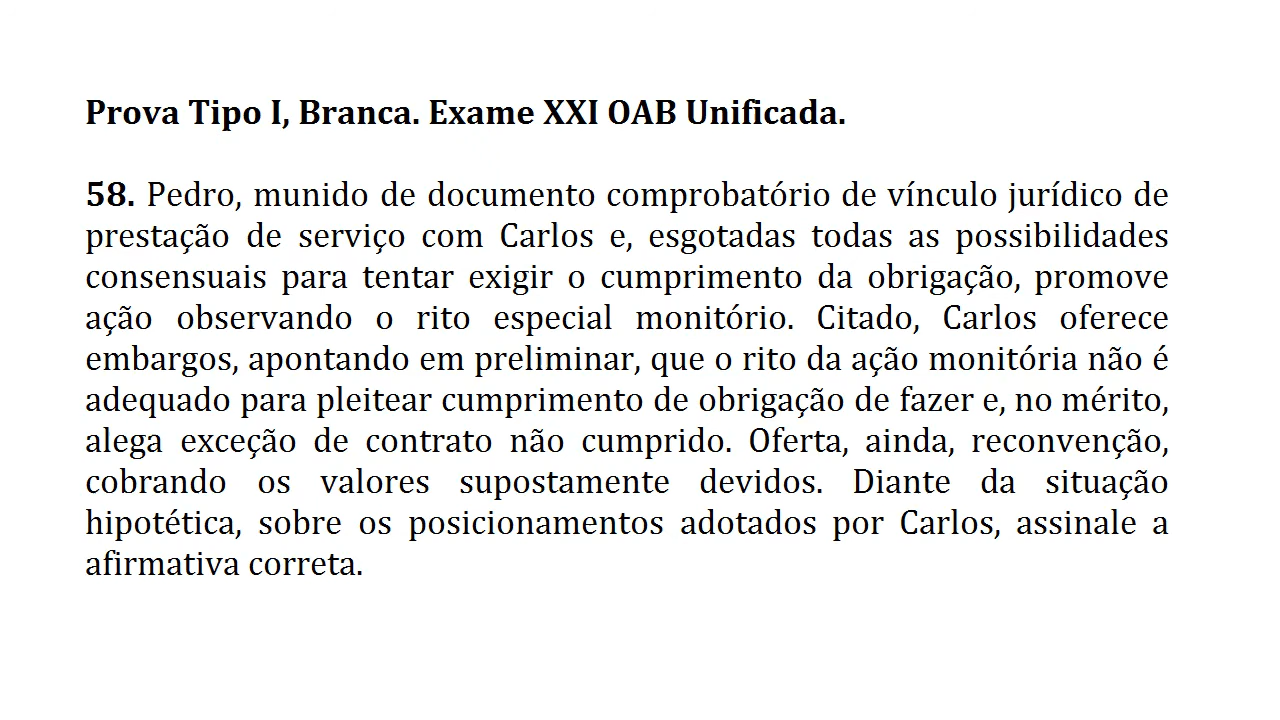 Prova Tipo I, Branca. Exame XXI OAB Unificada.
58. Pedro, munido de documento comprobatório de vínculo jurídico de
prestação de serviço com Carlos e, esgotadas todas as possibilidades
consensuais para tentar exigir o cumprimento da obrigação, promove
ação observando o rito especial monitório. Citado, Carlos oferece
embargos, apontando em preliminar, que o rito da ação monitória não é
adequado para pleitear cumprimento de obrigação de fazer e, no mérito,
alega exceção de contrato não cumprido. Oferta, ainda, reconvenção,
cobrando os valores supostamente devidos. Diante da situação
hipotética, sobre os posicionamentos adotados por Carlos, assinale a
afirmativa correta.